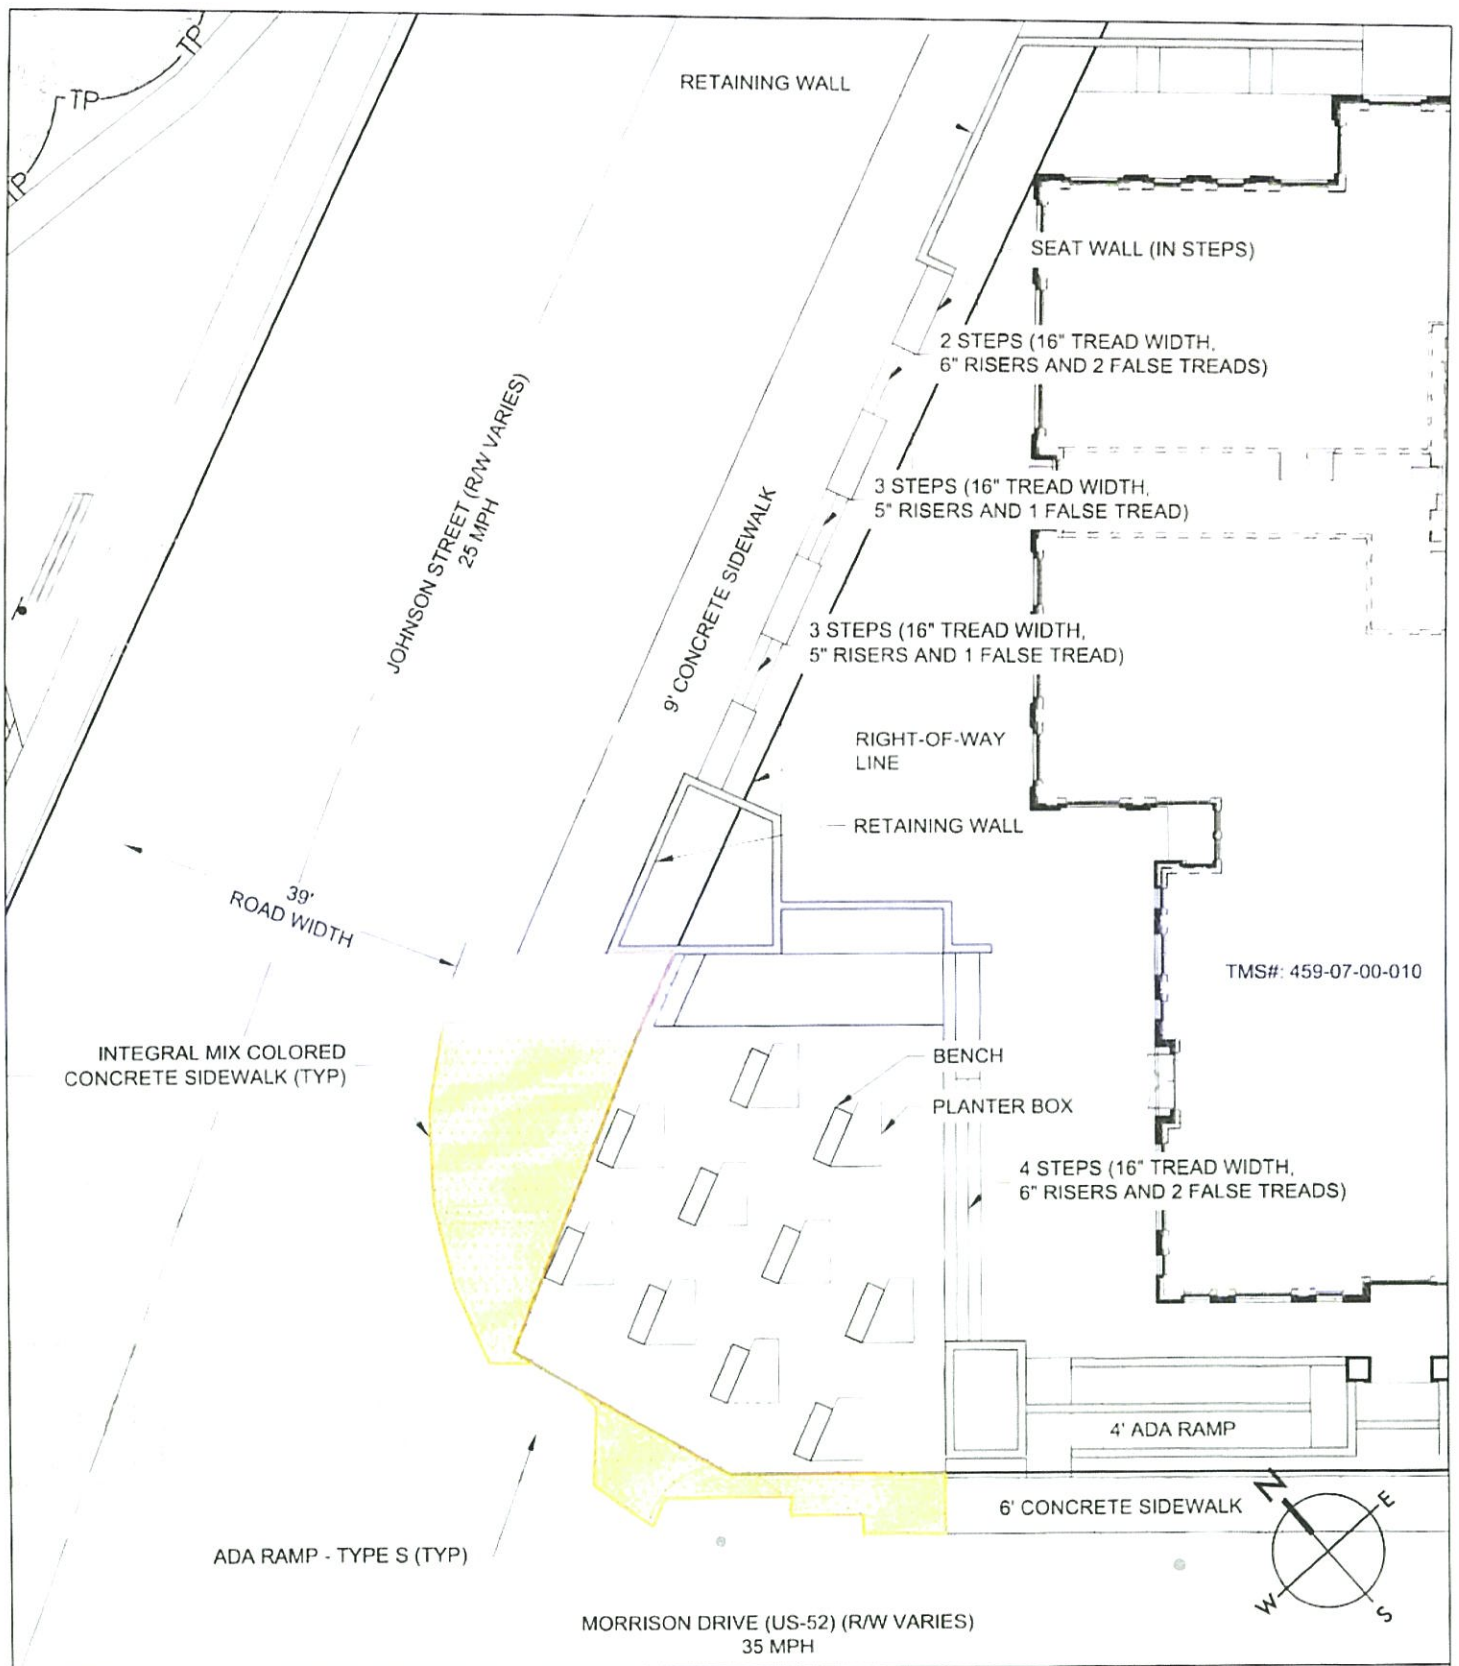 TP
TP
TP
RETAINING WALL
SEAT WALL (IN STEPS)
2 STEPS (16" TREAD WIDTH,
6" RISERS AND 2 FALSE TREADS)
JOHNSON STREET (R/W VARIES)
25 MPH
3 STEPS (16" TREAD WIDTH,
5" RISERS AND 1 FALSE TREAD)
9' CONCRETE SIDEWALK
3 STEPS (16" TREAD WIDTH,
5" RISERS AND 1 FALSE TREAD)
RIGHT-OF-WAY
LINE
RETAINING WALL
39'
ROAD WIDTH
TMS#: 459-07-00-010
INTEGRAL MIX COLORED
CONCRETE SIDEWALK (TYP)
BENCH
PLANTER BOX
4 STEPS (16" TREAD WIDTH,
6" RISERS AND 2 FALSE TREADS)
4' ADA RAMP
6' CONCRETE SIDEWALK
N
E
W
S
ADA RAMP - TYPE S (TYP)
MORRISON DRIVE (US-52) (R/W VARIES)
35 MPH